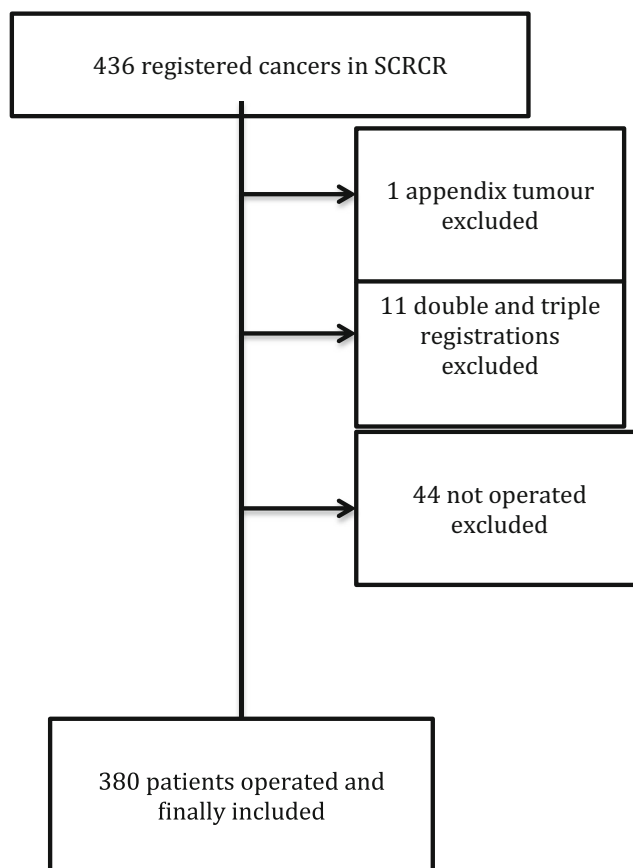 436 registered cancers in SCRCR
1 appendix tumour
excluded
11 double and triple
registrations
excluded
44 not operated
excluded
380 patients operated and
finally included